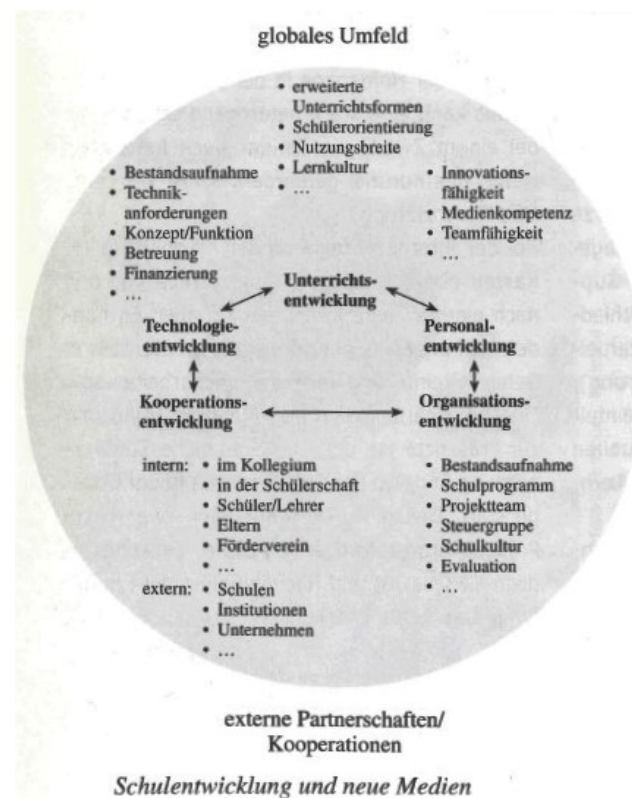 globales Umfeld
• erweiterte
Unterrichtsformen
• Schülerorientierung
• Nutzungsbreite
• Lernkultur
• ...
• Bestandsaufnahme
• Technik-
anforderungen
• Konzept/Funktion
• Betreuung
• Finanzierung
• ...
• Innovations-
fähigkeit
• Medienkompetenz
• Teamfähigkeit
• ...
Unterrichts-
entwicklung
Technologie-
entwicklung
Personal-
entwicklung
Kooperations-
entwicklung
Organisations-
entwicklung
intern: • im Kollegium
• in der Schülerschaft
• Schüler/Lehrer
• Eltern
• Förderverein
• ...
extern: • Schulen
• Institutionen
• Unternehmen
• ...
• Bestandsaufnahme
• Schulprogramm
• Projektteam
• Steuergruppe
• Schulkultur
• Evaluation
• ...
externe Partnerschaften/
Kooperationen
Schulentwicklung und neue Medien